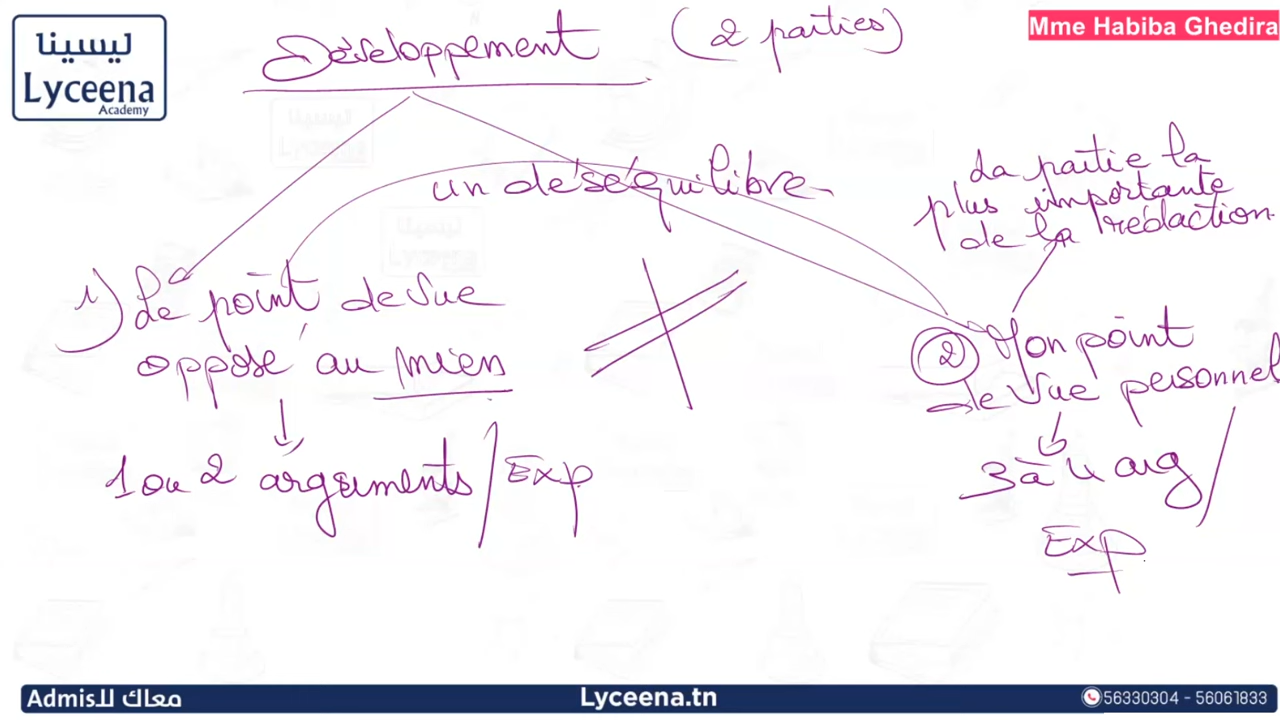 ليسينا
Lyceena
Academy
Mme Habiba Ghedira
Développement (2 parties)
un déséquilibre
La partie la
plus importante
de la rédaction
1) Le point de vue
opposé au mien
1 ou 2 arguments / Exp
2 Mon point
de vue personnel
3 à 4 arg /
Exp
معاك للAdmis
Lyceena.tn
56330304 - 56061833